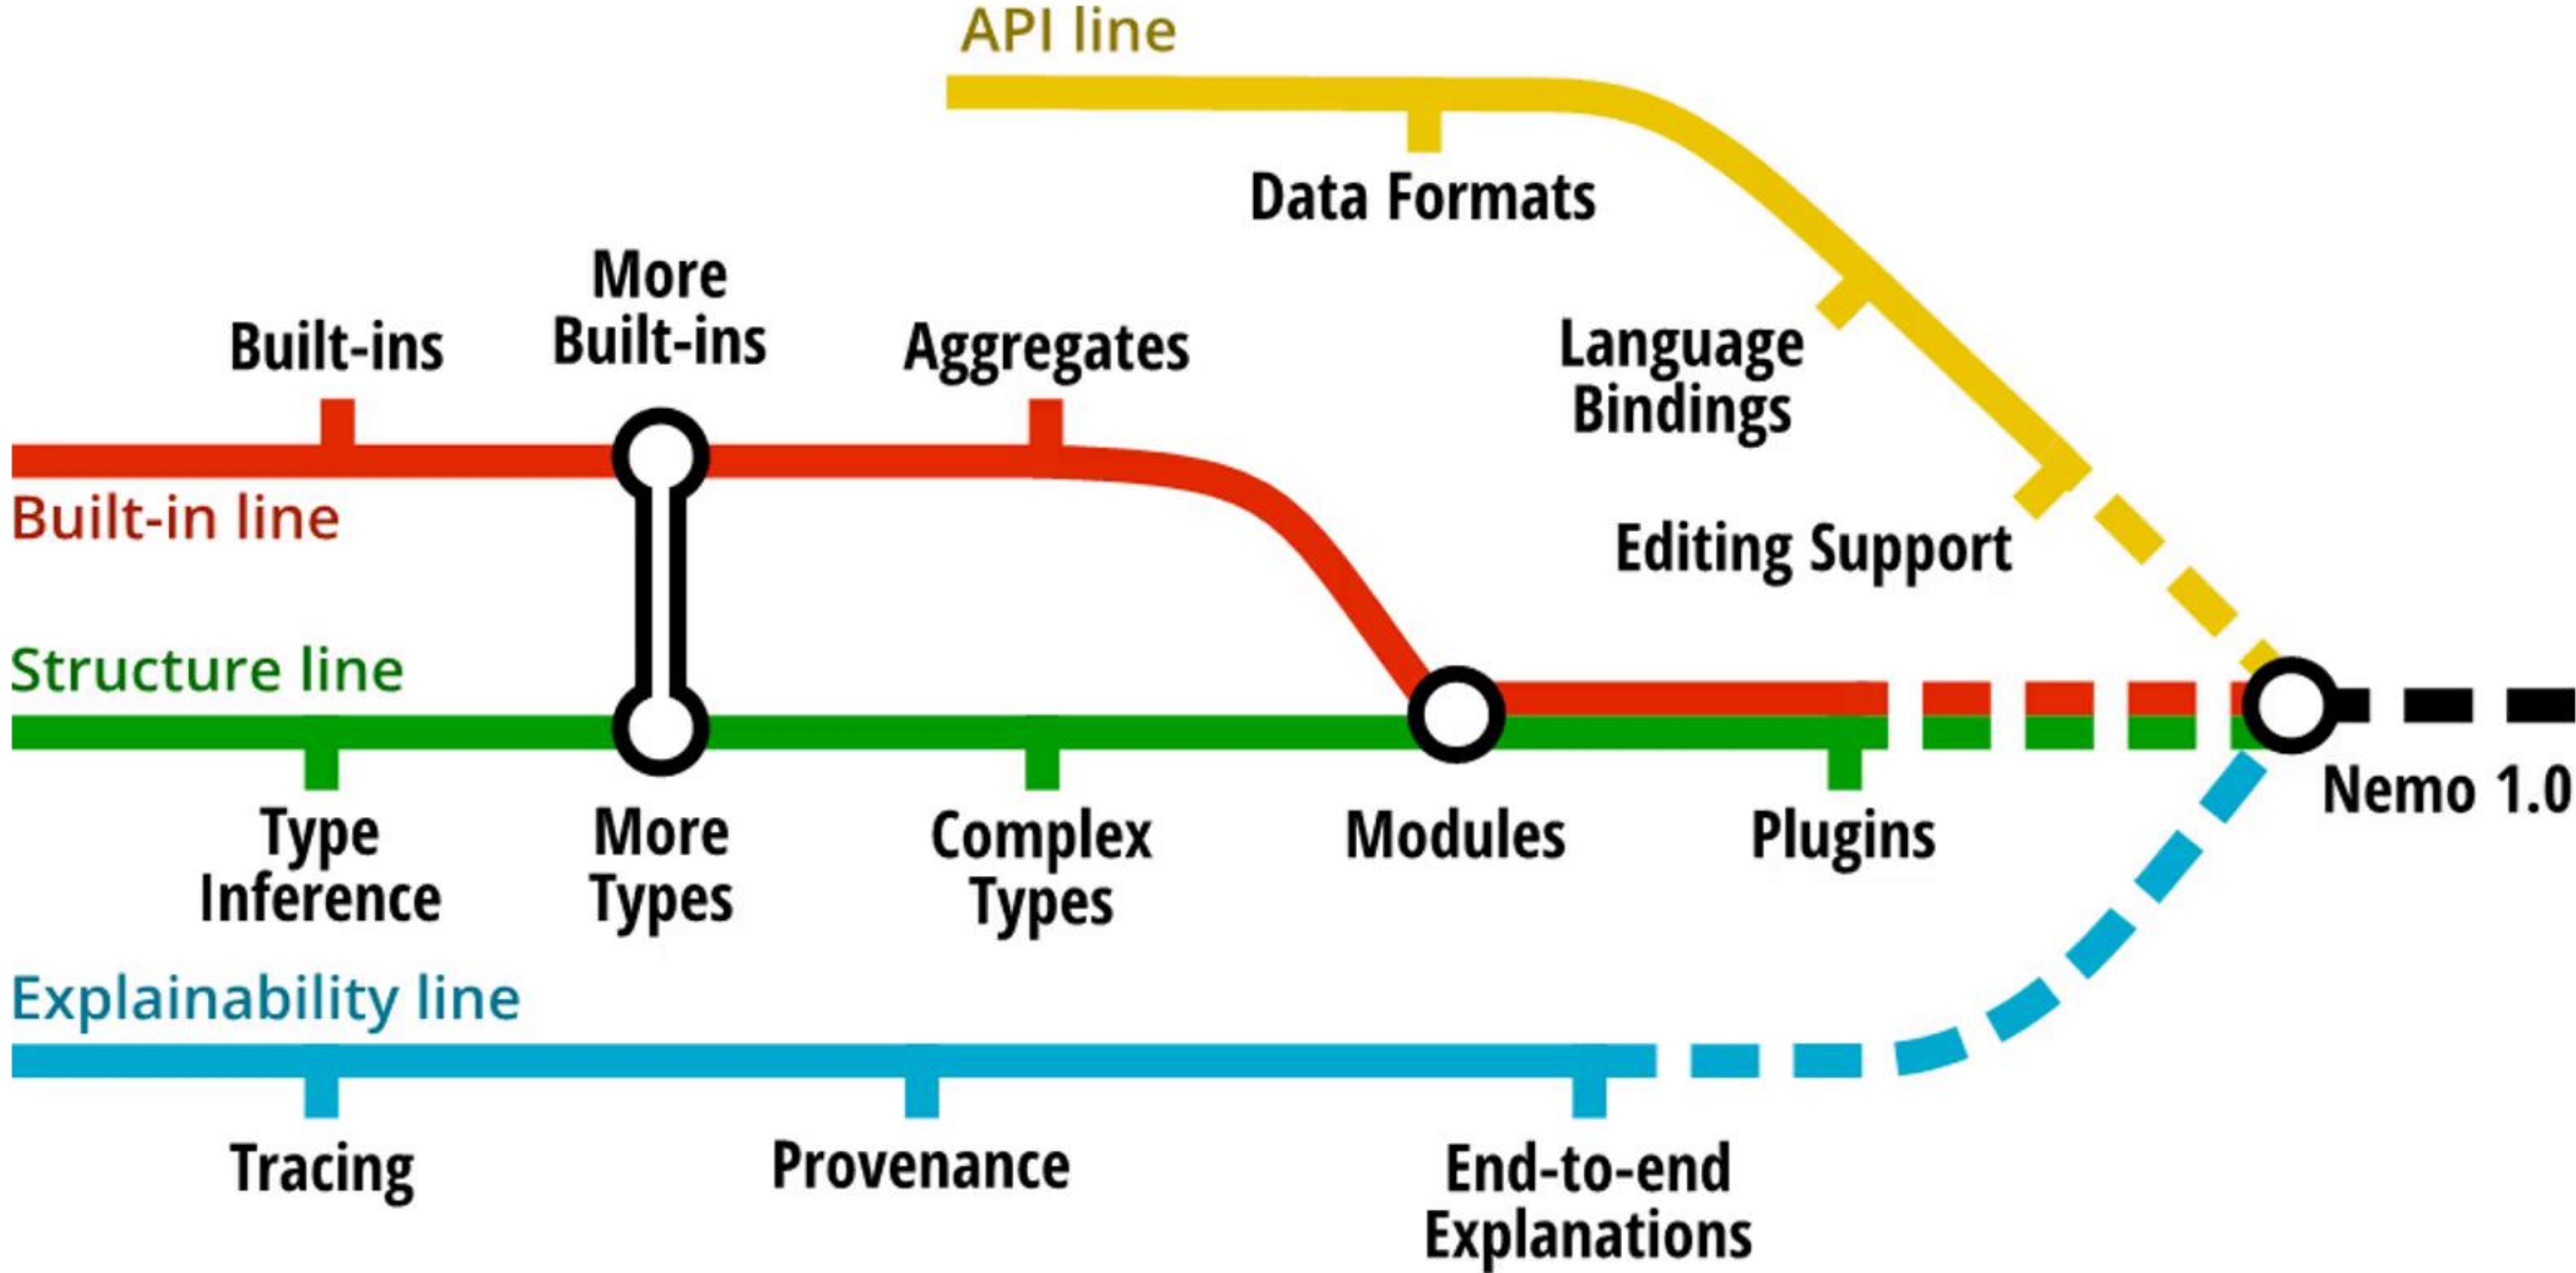 API line
Data Formats
More
Built-ins
Built-ins
Aggregates
Language
Bindings
Built-in line
Editing Support
Structure line
Nemo 1.0
Type
Inference
More
Types
Complex
Types
Modules
Plugins
Explainability line
Tracing
Provenance
End-to-end
Explanations